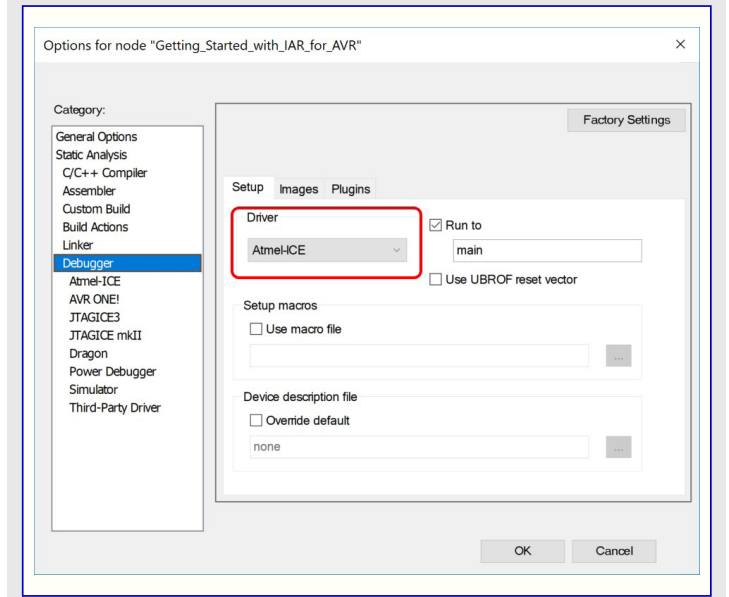 Options for node "Getting_Started_with_IAR_for_AVR"
Category:
Factory Settings
General Options
Static Analysis
C/C++ Compiler
Assembler
Custom Build
Build Actions
Linker
Debugger
Atmel-ICE
AVR ONE!
JTAGICE3
JTAGICE mkII
Dragon
Power Debugger
Simulator
Third-Party Driver
Setup Images Plugins
Driver
Atmel-ICE
Run to
main
Use UBROF reset vector
Setup macros
Use macro file
...
Device description file
Override default
none
...
OK Cancel